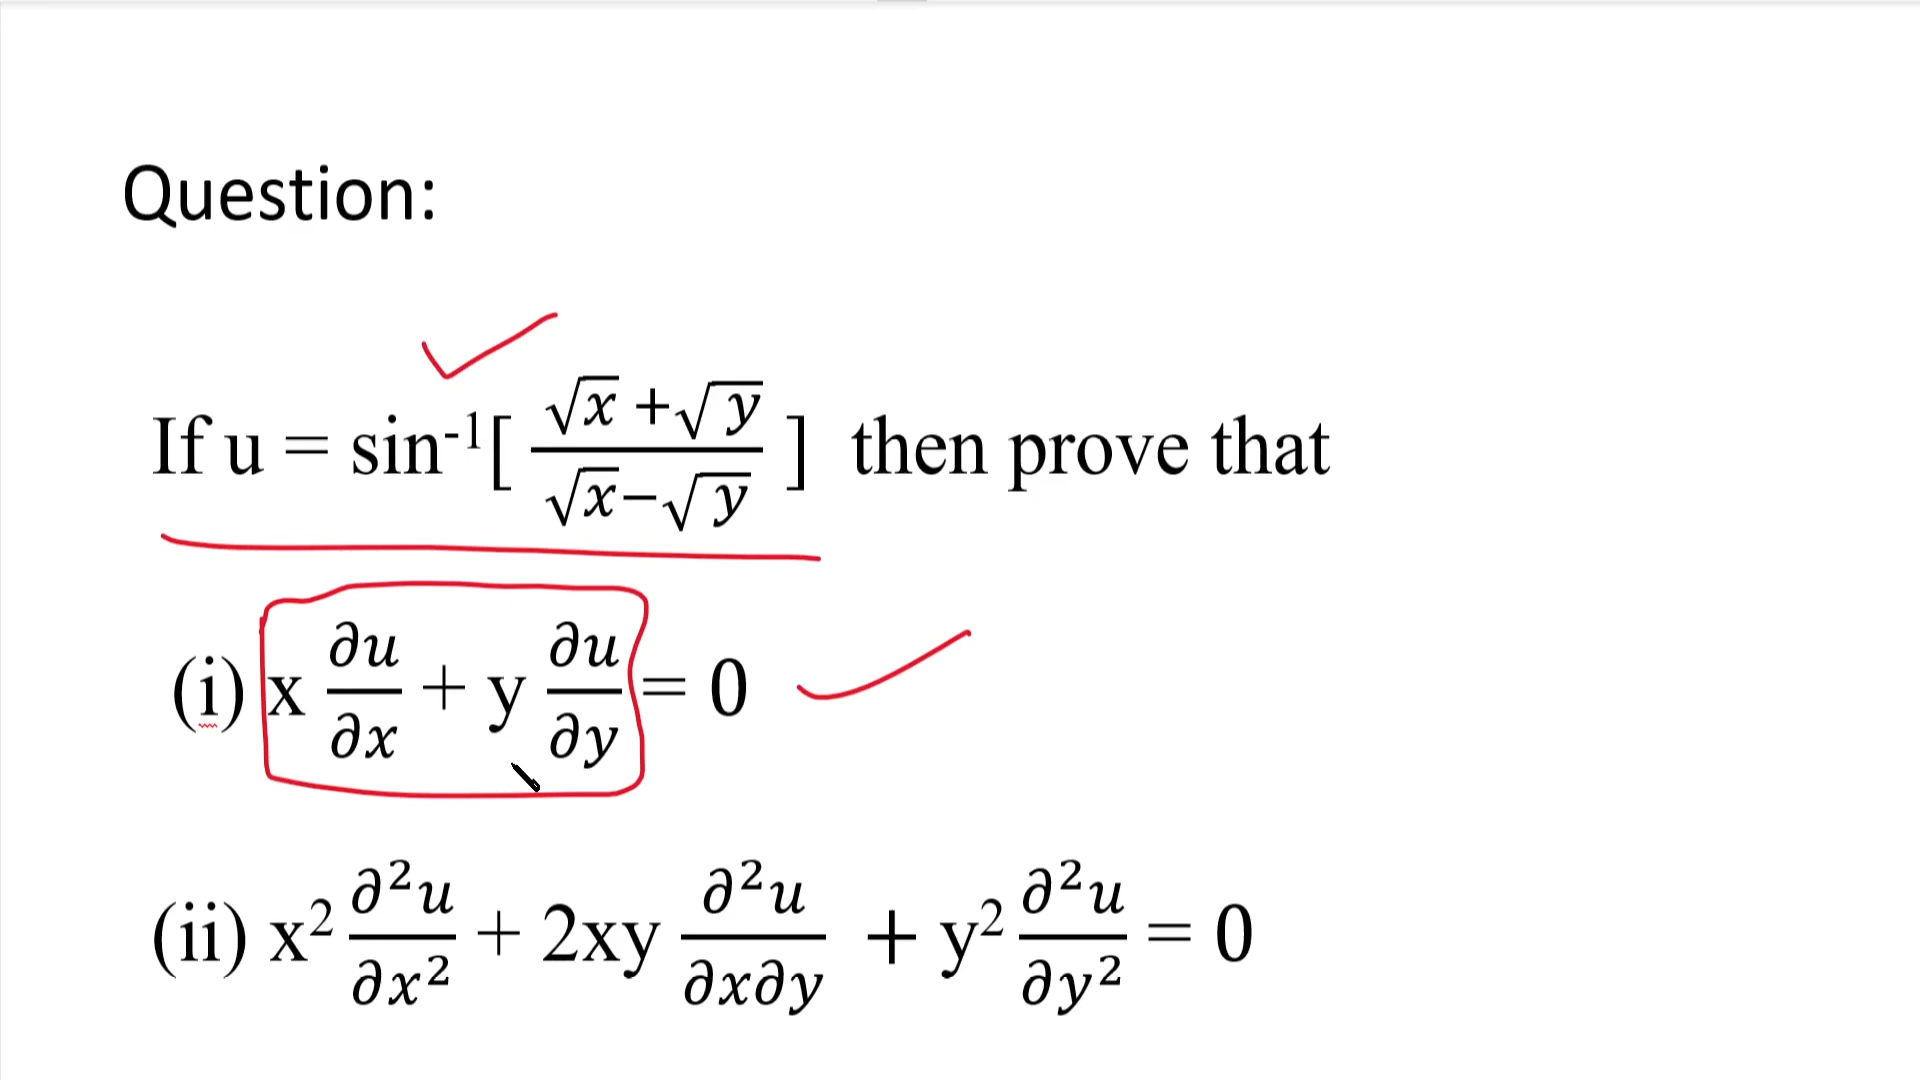 Question:
If u = sin⁻¹[ (√x + √y)/(√x − √y) ] then prove that
(i) x ∂u/∂x + y ∂u/∂y = 0
(ii) x² ∂²u/∂x² + 2xy ∂²u/∂x∂y + y² ∂²u/∂y² = 0